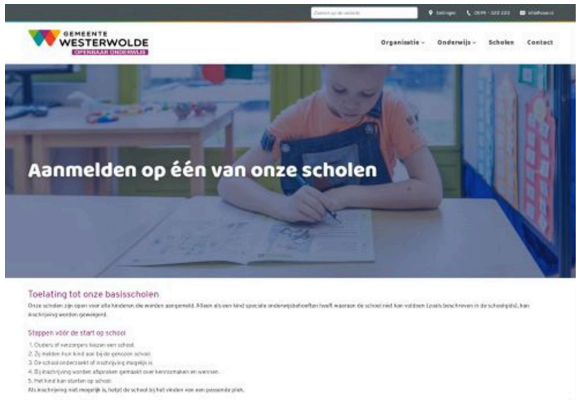 Zoeken op de website
Sellingen
0599 - 320 220
GEMEENTE
WESTERWOLDE
OPENBAAR ONDERWIJS
Organisatie
Onderwijs
Scholen
Contact
Aanmelden op één van onze scholen
Toelating tot onze basisscholen
Onze scholen zijn open voor alle kinderen die worden aangemeld. Alleen als een kind speciale onderwijsbehoeften heeft waaraan de school niet kan voldoen (zoals beschreven in de schoolgids), kan
inschrijving worden geweigerd.
Stappen vóór de start op school
1. Ouders of verzorgers kiezen een school.
2. Zij melden hun kind aan bij de gekozen school.
3. De school onderzoekt of inschrijving mogelijk is.
4. Bij inschrijving worden afspraken gemaakt over kennismaken en wennen.
5. Het kind kan starten op school.
Als inschrijving niet mogelijk is, helpt de school bij het vinden van een passende plek.